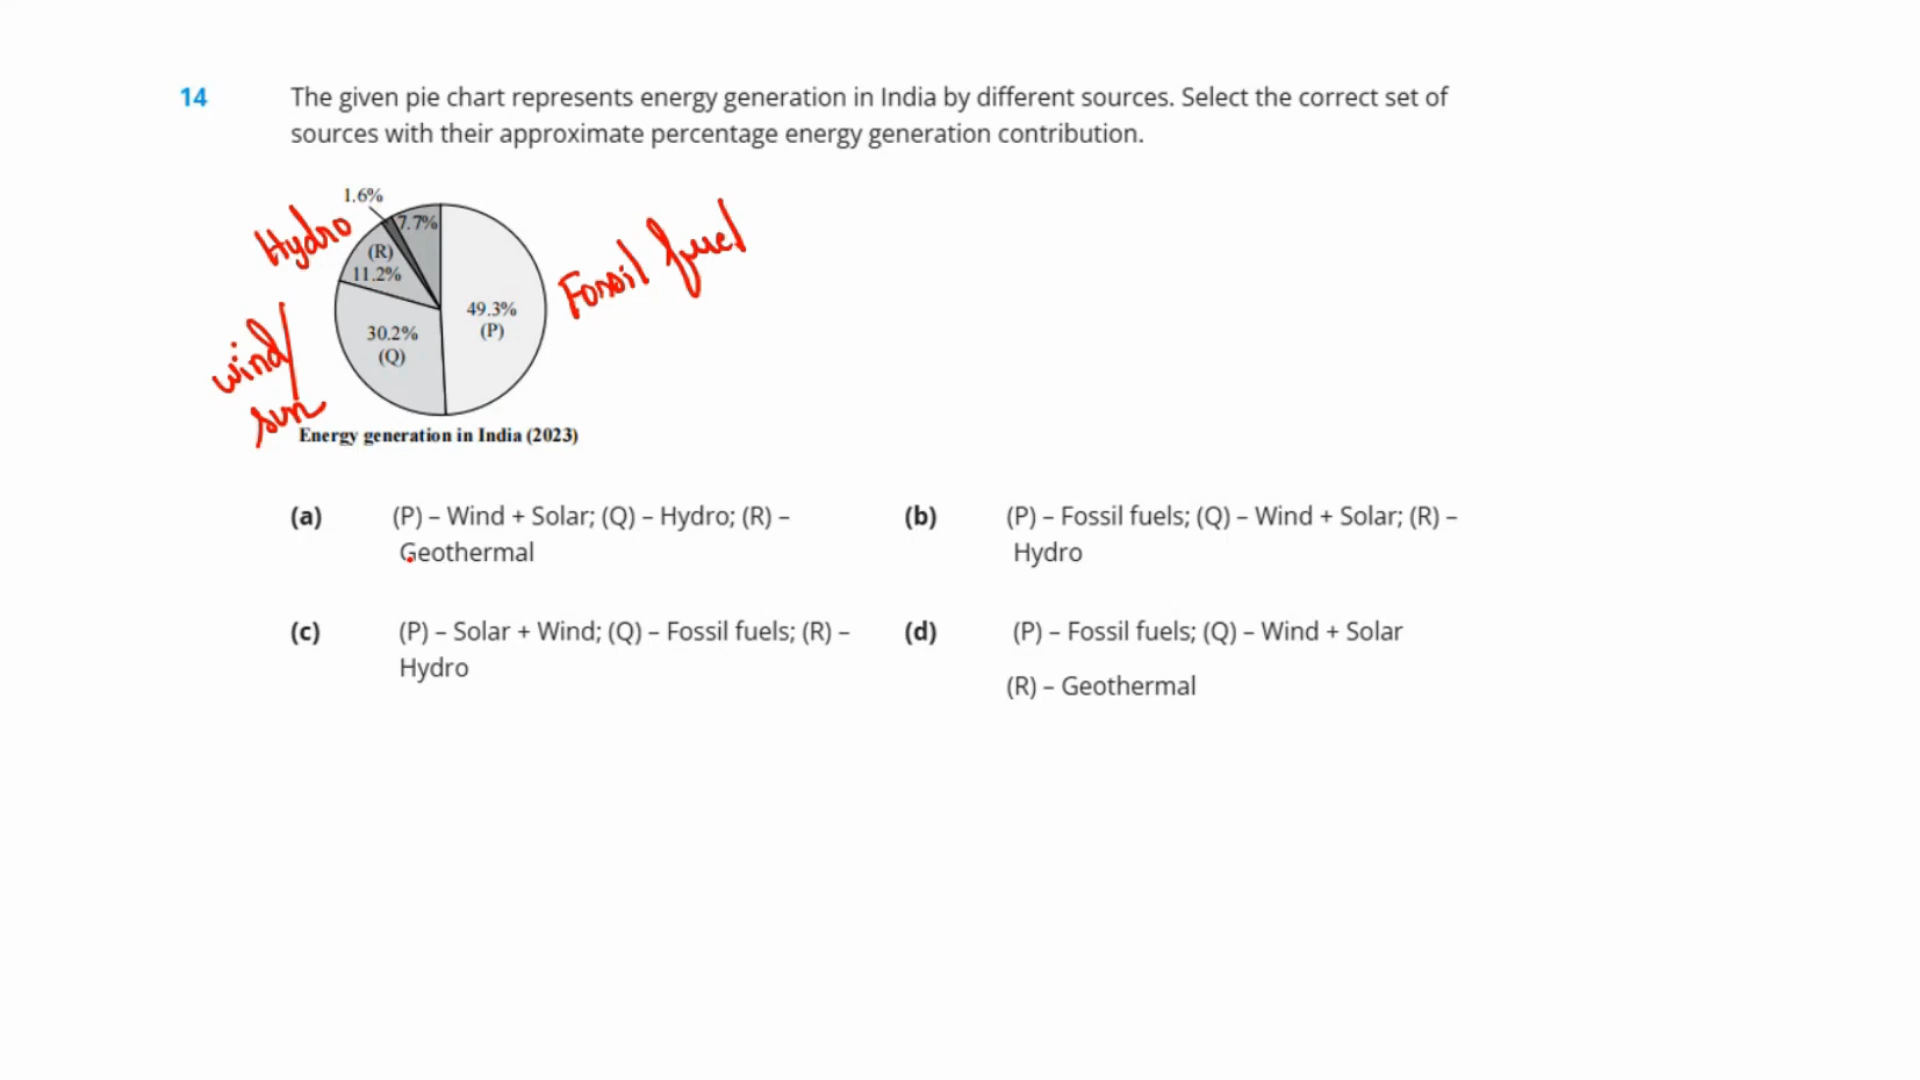 14 The given pie chart represents energy generation in India by different sources. Select the correct set of
sources with their approximate percentage energy generation contribution.
1.6%
7.7%
Hydro
(R)
11.2%
Fossil fuel
49.3%
(P)
30.2%
(Q)
wind/
sun
Energy generation in India (2023)
(a) (P) – Wind + Solar; (Q) – Hydro; (R) –
Geothermal
(b) (P) – Fossil fuels; (Q) – Wind + Solar; (R) –
Hydro
(c) (P) – Solar + Wind; (Q) – Fossil fuels; (R) –
Hydro
(d) (P) – Fossil fuels; (Q) – Wind + Solar
(R) – Geothermal